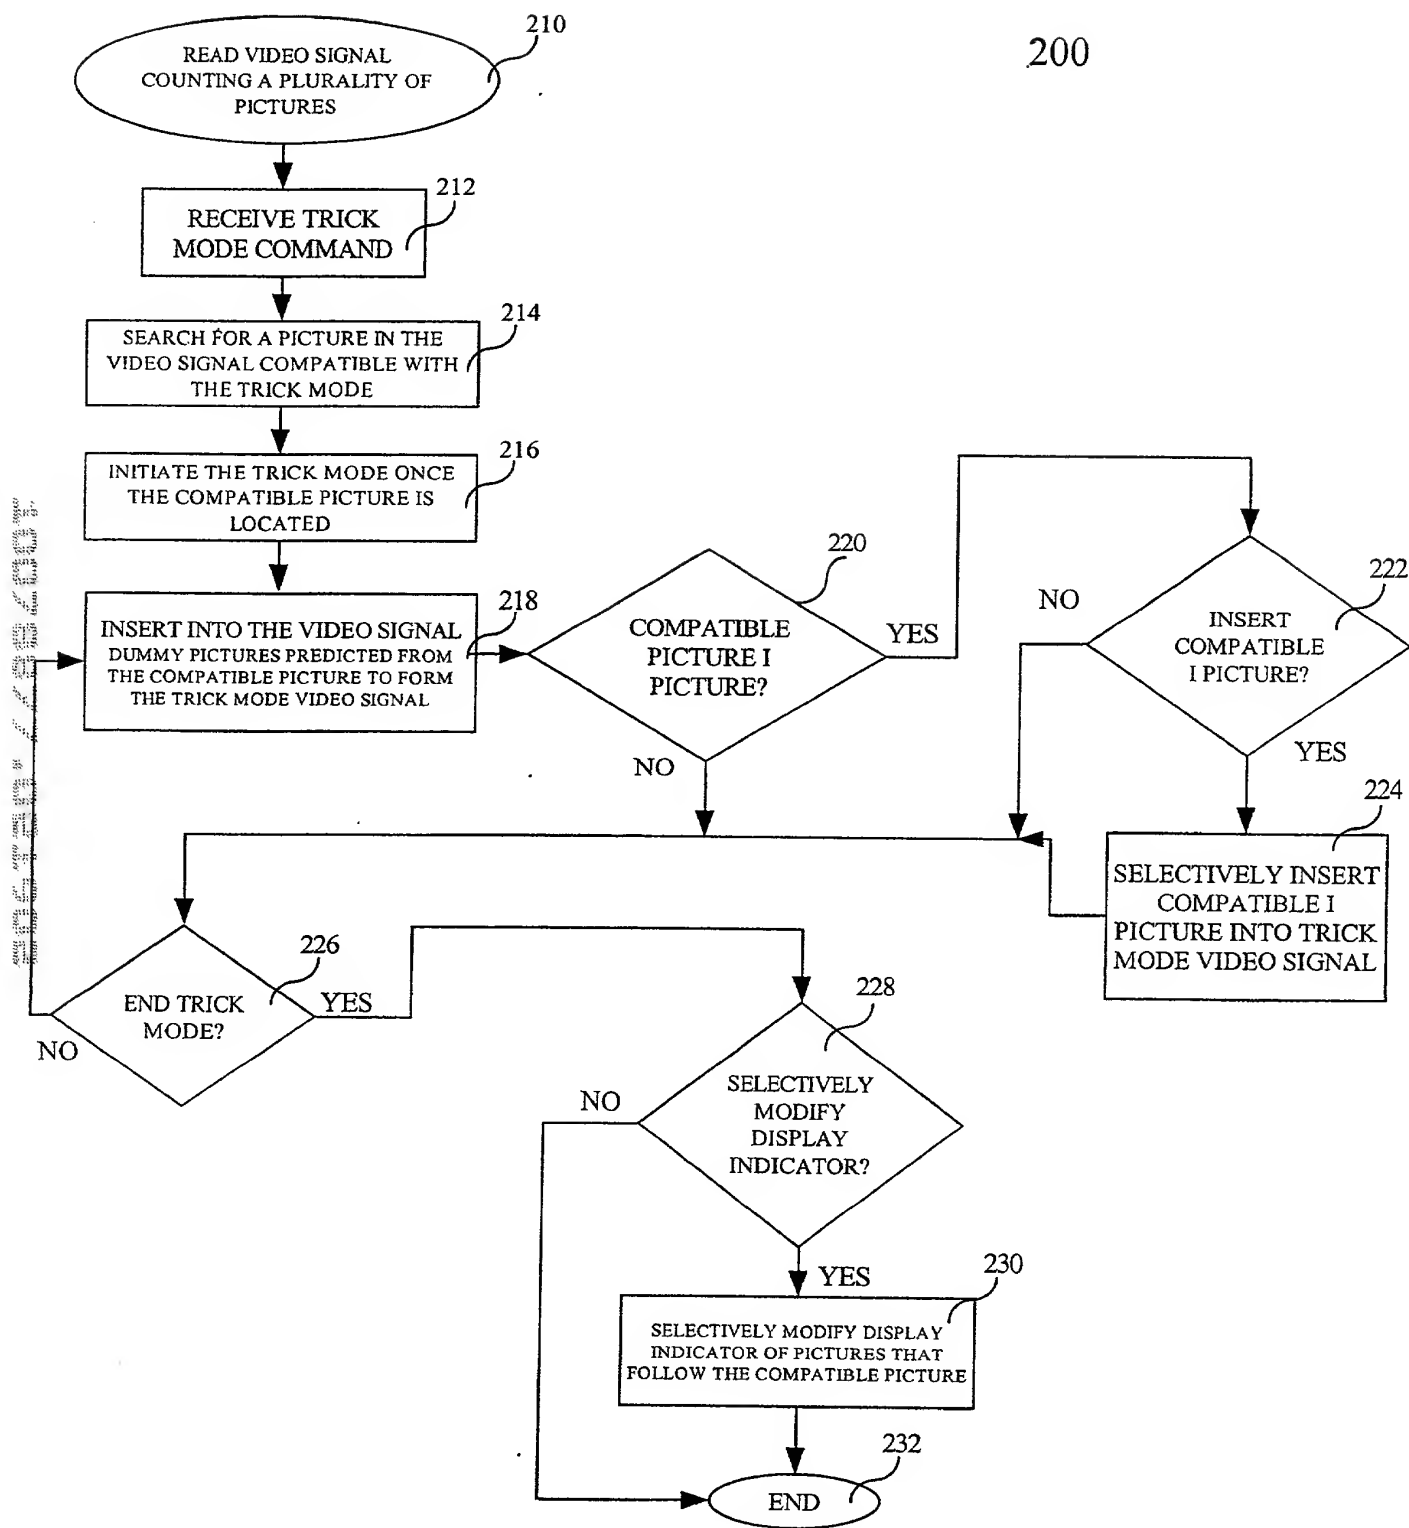 210
READ VIDEO SIGNAL
COUNTING A PLURALITY OF
PICTURES
200
212
RECEIVE TRICK
MODE COMMAND
214
SEARCH FOR A PICTURE IN THE
VIDEO SIGNAL COMPATIBLE WITH
THE TRICK MODE
216
INITIATE THE TRICK MODE ONCE
THE COMPATIBLE PICTURE IS
LOCATED
218
INSERT INTO THE VIDEO SIGNAL
DUMMY PICTURES PREDICTED FROM
THE COMPATIBLE PICTURE TO FORM
THE TRICK MODE VIDEO SIGNAL
220
COMPATIBLE
PICTURE I
PICTURE?
YES
NO
222
INSERT
COMPATIBLE
I PICTURE?
NO
YES
224
SELECTIVELY INSERT
COMPATIBLE I
PICTURE INTO TRICK
MODE VIDEO SIGNAL
226
END TRICK
MODE?
YES
NO
228
SELECTIVELY
MODIFY
DISPLAY
INDICATOR?
NO
YES
230
SELECTIVELY MODIFY DISPLAY
INDICATOR OF PICTURES THAT
FOLLOW THE COMPATIBLE PICTURE
232
END